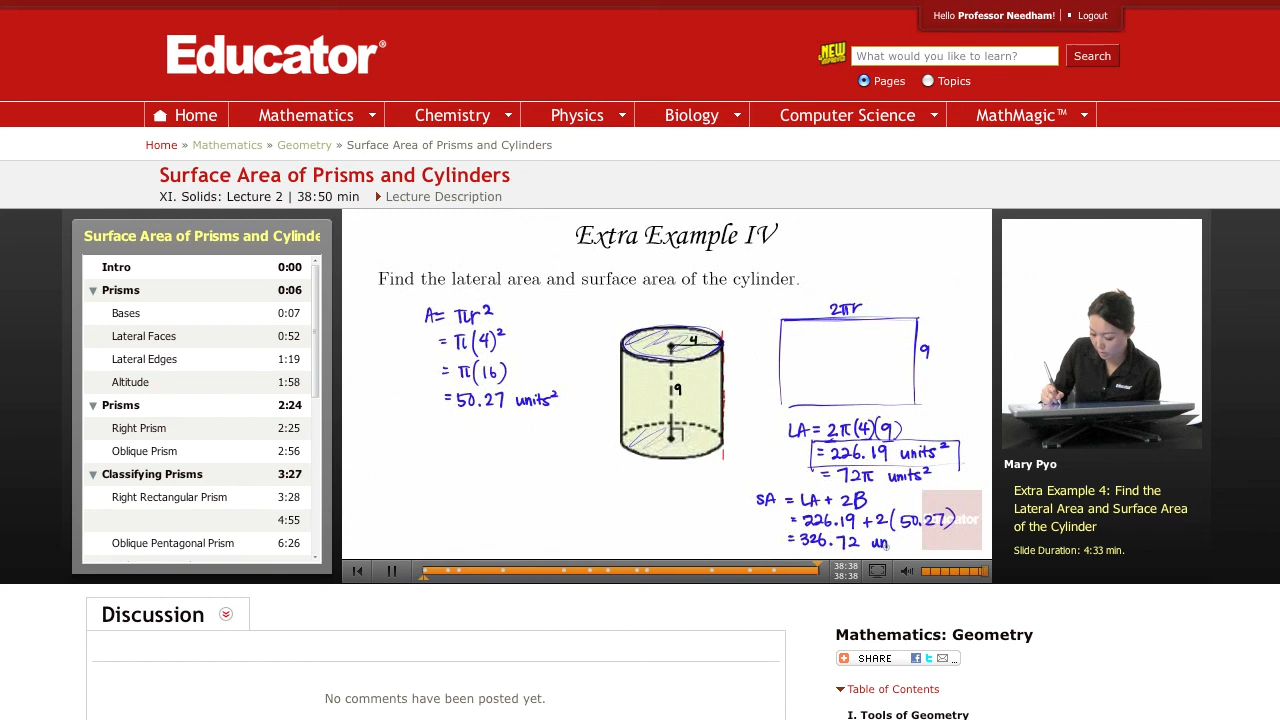 Hello Professor Needham! Logout
Educator®
NEW
What would you like to learn? Search
Pages Topics
Home Mathematics Chemistry Physics Biology Computer Science MathMagic™
Home » Mathematics » Geometry » Surface Area of Prisms and Cylinders
Surface Area of Prisms and Cylinders
XI. Solids: Lecture 2 | 38:50 min Lecture Description
Surface Area of Prisms and Cylinde
Intro 0:00
Prisms 0:06
Bases 0:07
Lateral Faces 0:52
Lateral Edges 1:19
Altitude 1:58
Prisms 2:24
Right Prism 2:25
Oblique Prism 2:56
Classifying Prisms 3:27
Right Rectangular Prism 3:28
4:55
Oblique Pentagonal Prism 6:26
Extra Example IV
Find the lateral area and surface area of the cylinder.
A = πr²
= π(4)²
= π(16)
= 50.27 units²
4
9
2πr
9
LA = 2π(4)(9)
= 226.19 units²
= 72π units²
SA = LA + 2B
= 226.19 + 2(50.27)
= 326.72 un
Educator
38:38
38:38
Educator
Mary Pyo
Extra Example 4: Find the
Lateral Area and Surface Area
of the Cylinder
Slide Duration: 4:33 min.
Discussion
No comments have been posted yet.
Mathematics: Geometry
SHARE ...
Table of Contents
I. Tools of Geometry